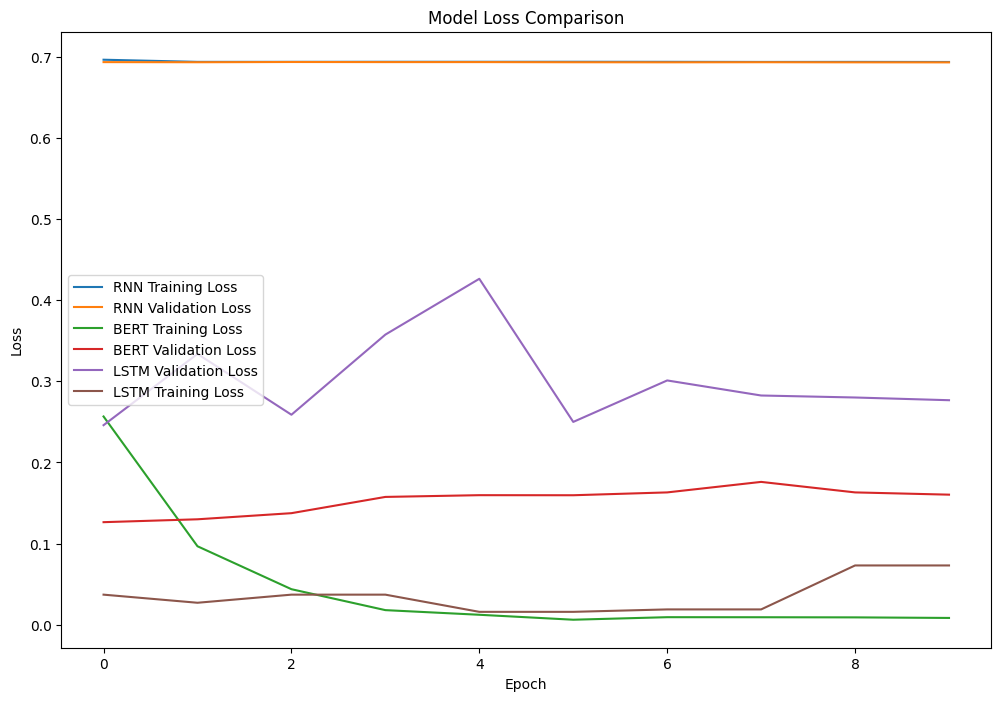 Model Loss Comparison
0.7
0.6
0.5
0.4
0.3
0.2
0.1
0.0
Loss
RNN Training Loss
RNN Validation Loss
BERT Training Loss
BERT Validation Loss
LSTM Validation Loss
LSTM Training Loss
0 2 4 6 8
Epoch